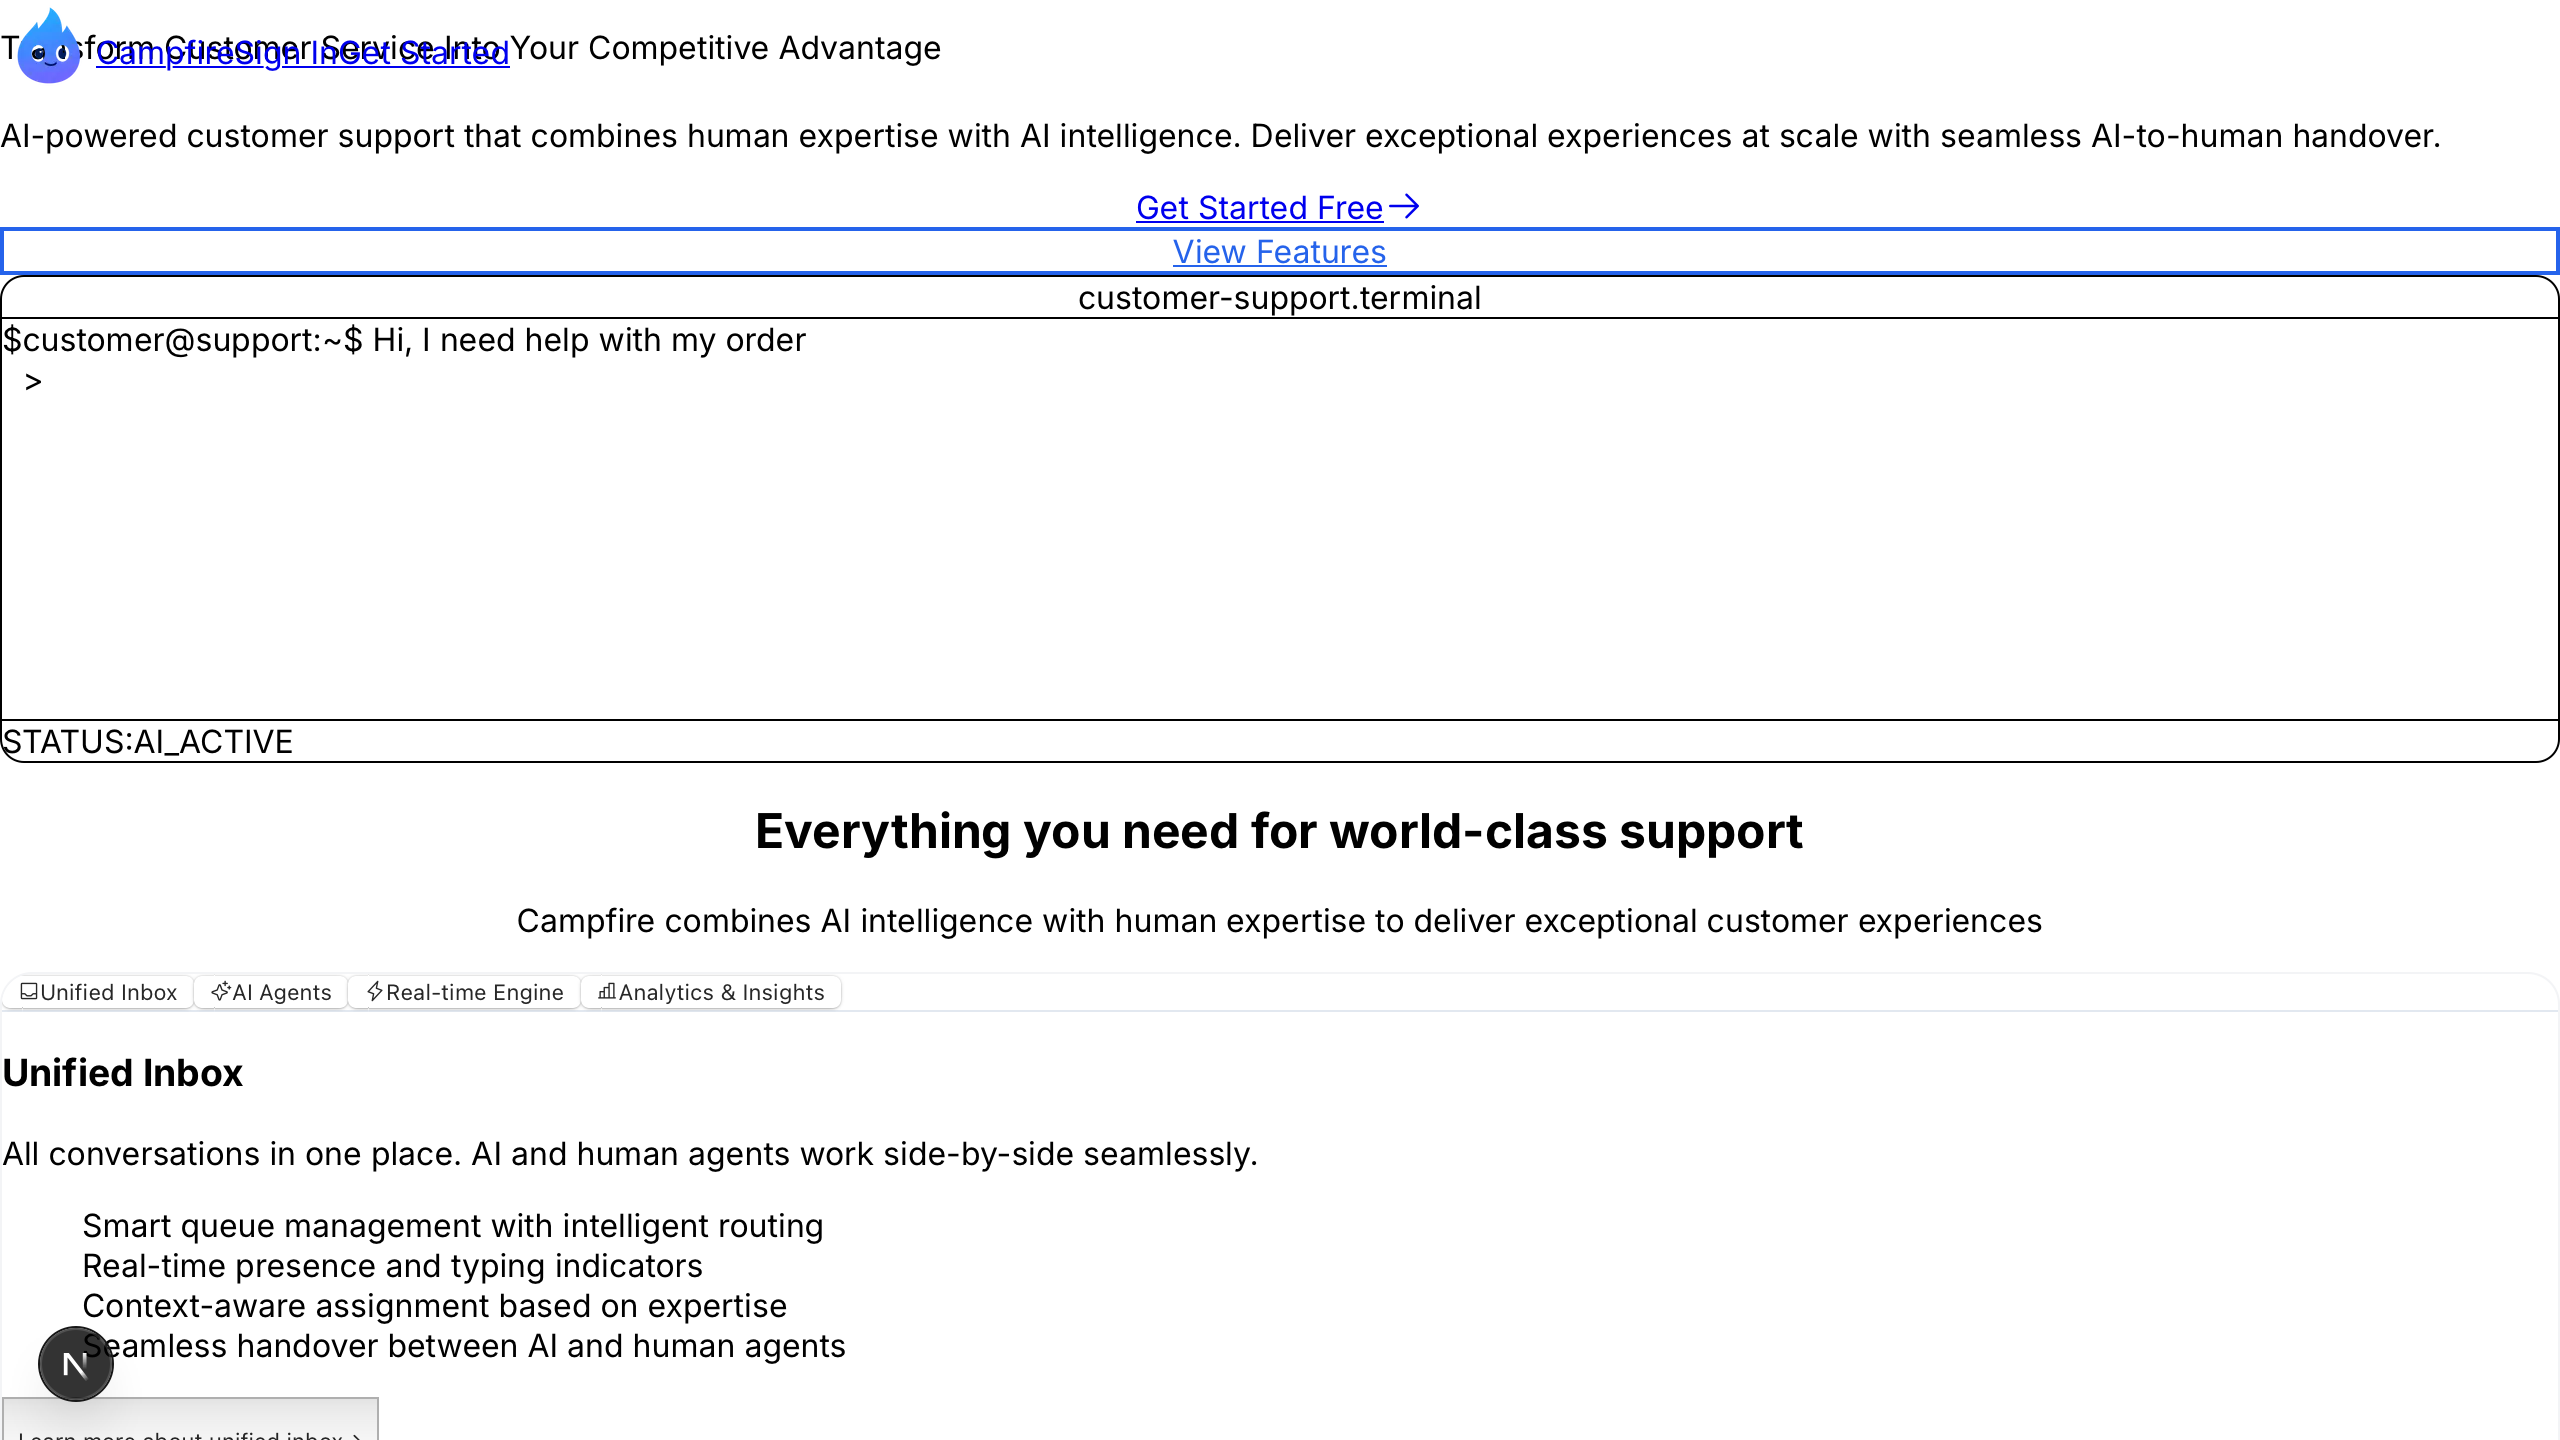 CampfireSign InGet Started
Transform Customer Service Into Your Competitive Advantage
AI-powered customer support that combines human expertise with AI intelligence. Deliver exceptional experiences at scale with seamless AI-to-human handover.
Get Started Free →
View Features
customer-support.terminal
$customer@support:~$ Hi, I need help with my order
>
STATUS:AI_ACTIVE
Everything you need for world-class support
Campfire combines AI intelligence with human expertise to deliver exceptional customer experiences
Unified Inbox AI Agents Real-time Engine Analytics & Insights
Unified Inbox
All conversations in one place. AI and human agents work side-by-side seamlessly.
Smart queue management with intelligent routing
Real-time presence and typing indicators
Context-aware assignment based on expertise
Seamless handover between AI and human agents
N
Learn more about unified inbox >